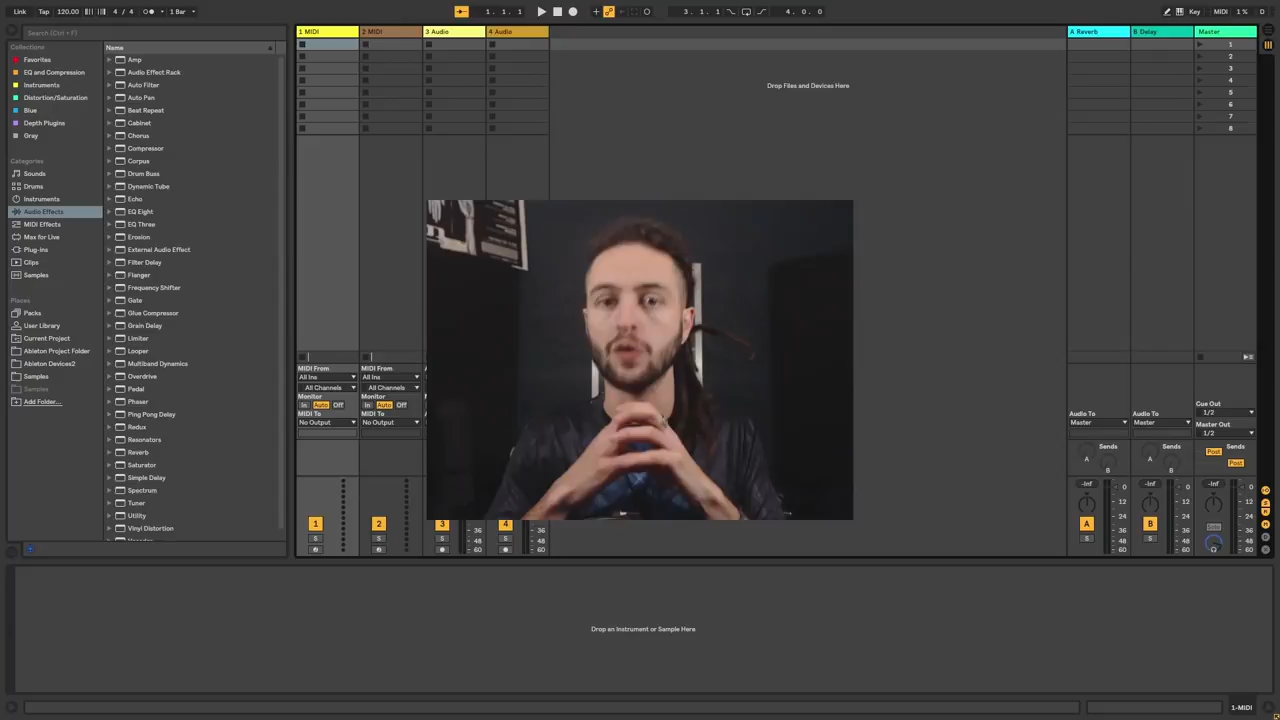 Link Tap 120.00 4 / 4 1 Bar 1 . 1 . 1 3 . 1 . 1 4 . 0 . 0 Key MIDI 1 % D
Search (Ctrl + F)
Collections
Favorites
EQ and Compression
Instruments
Distortion/Saturation
Blue
Depth Plugins
Gray
Categories
Sounds
Drums
Instruments
Audio Effects
MIDI Effects
Max for Live
Plug-ins
Clips
Samples
Places
Packs
User Library
Current Project
Ableton Project Folder
Ableton Devices2
Samples
Samples
Add Folder...
Name
Amp
Audio Effect Rack
Auto Filter
Auto Pan
Beat Repeat
Cabinet
Chorus
Compressor
Corpus
Drum Buss
Dynamic Tube
Echo
EQ Eight
EQ Three
Erosion
External Audio Effect
Filter Delay
Flanger
Frequency Shifter
Gate
Glue Compressor
Grain Delay
Limiter
Looper
Multiband Dynamics
Overdrive
Pedal
Phaser
Ping Pong Delay
Redux
Resonators
Reverb
Saturator
Simple Delay
Spectrum
Tuner
Utility
Vinyl Distortion
1 MIDI 2 MIDI 3 Audio 4 Audio
Drop Files and Devices Here
A Reverb B Delay Master
1
2
3
4
5
6
7
8
MIDI From MIDI From
All Ins All Ins
All Channels All Channels
Monitor Monitor
In Auto Off In Auto Off
MIDI To MIDI To
No Output No Output
Cue Out
1/2
Audio To Audio To Master Out
Master Master 1/2
Sends Sends Sends
A B A B Post Post
-Inf -Inf -Inf
0 12 24 36 48 60 0 12 24 36 48 60 0 12 24 36 48 60
1 2 3 4 A B Solo
36 36
S S S S 48 48 S S
60 60
Drop an Instrument or Sample Here
1-MIDI